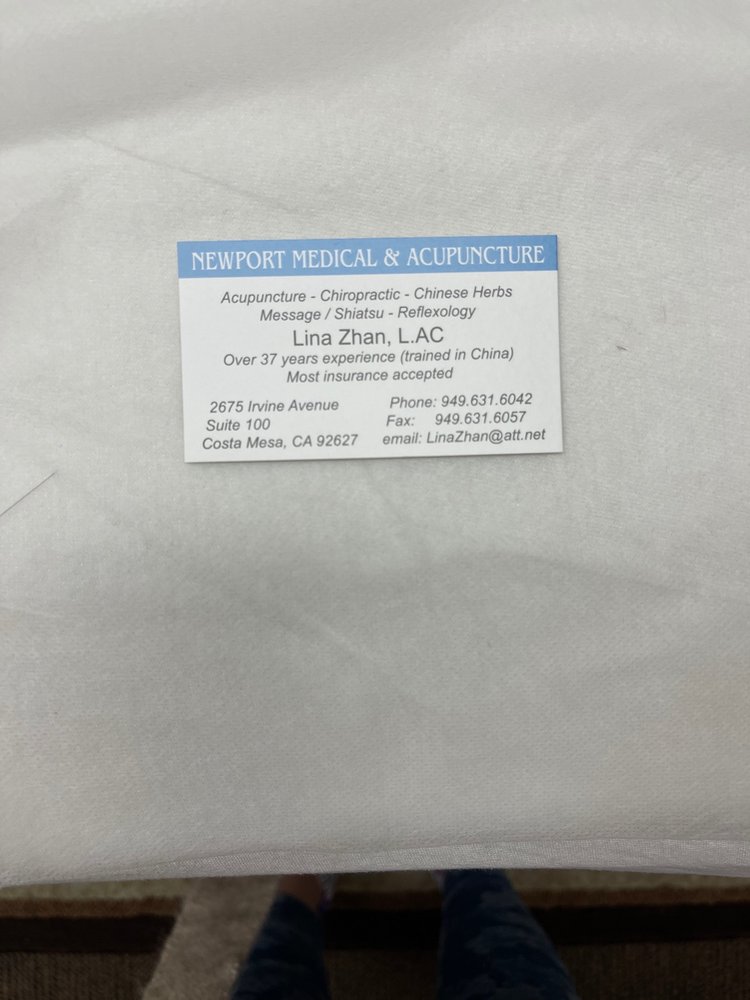 NEWPORT MEDICAL & ACUPUNCTURE
Acupuncture - Chiropractic - Chinese Herbs
Message / Shiatsu - Reflexology
Lina Zhan, L.AC
Over 37 years experience (trained in China)
Most insurance accepted
2675 Irvine Avenue
Suite 100
Costa Mesa, CA 92627
Phone: 949.631.6042
Fax: 949.631.6057
email: LinaZhan@att.net